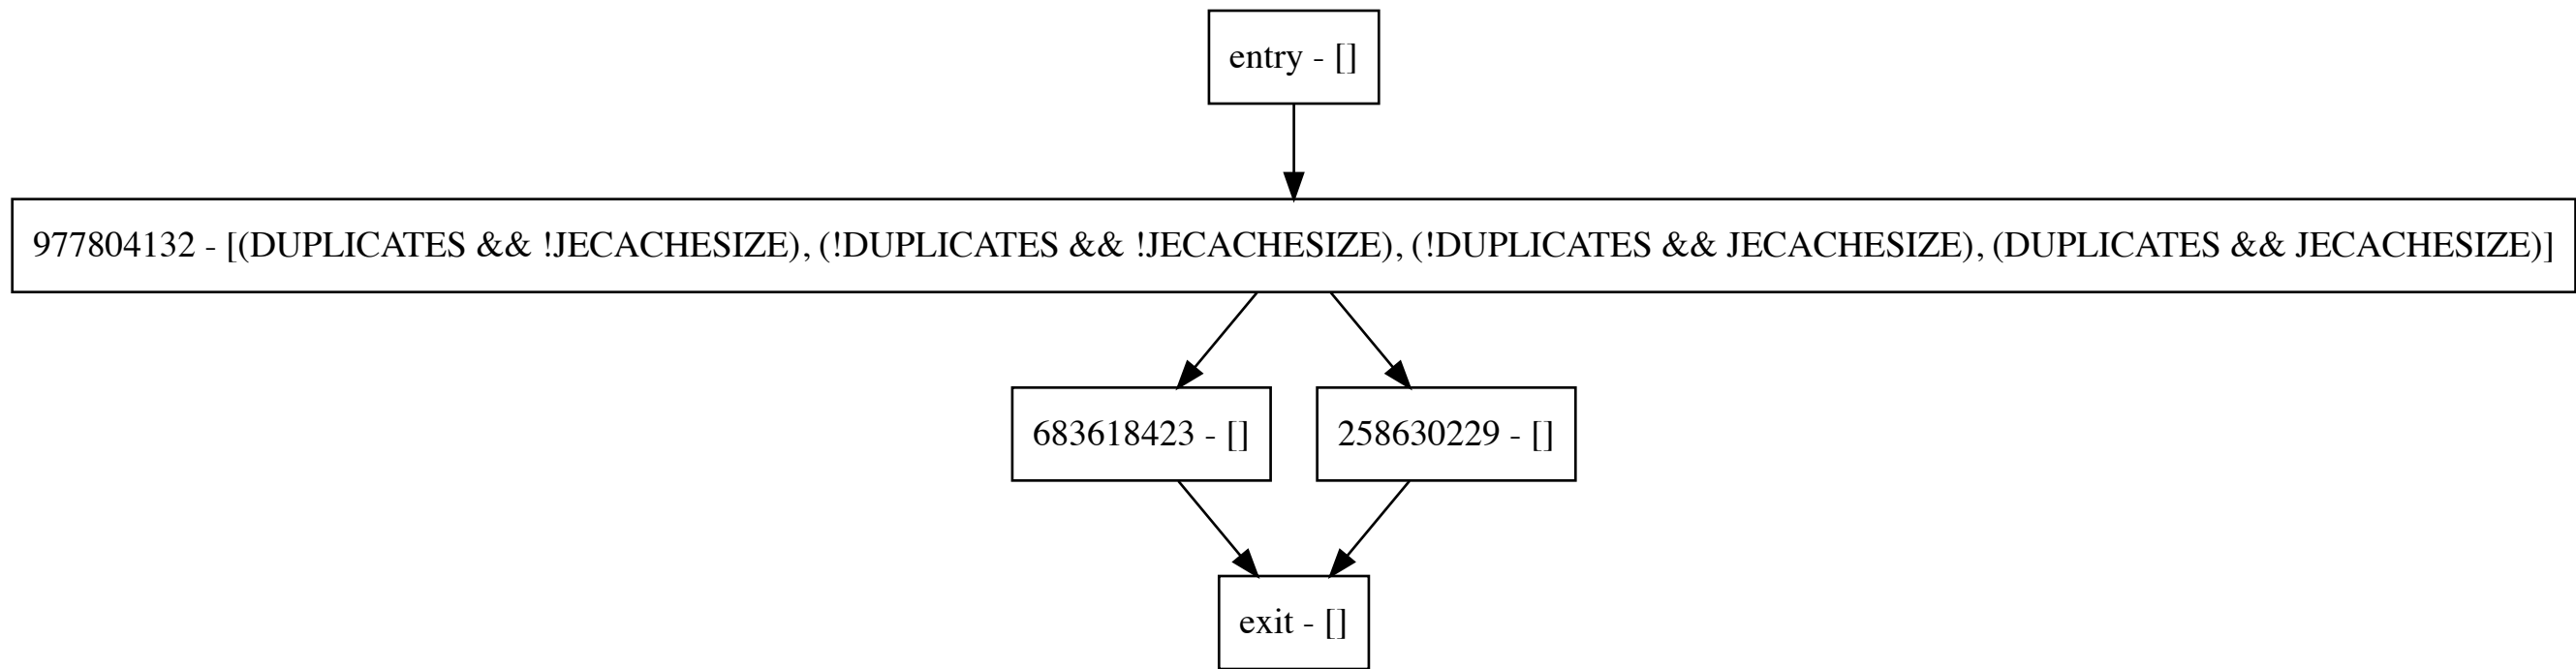 entry - []
977804132 - [(DUPLICATES && !JECACHESIZE), (!DUPLICATES && !JECACHESIZE), (!DUPLICATES && JECACHESIZE), (DUPLICATES && JECACHESIZE)]
683618423 - []
258630229 - []
exit - []